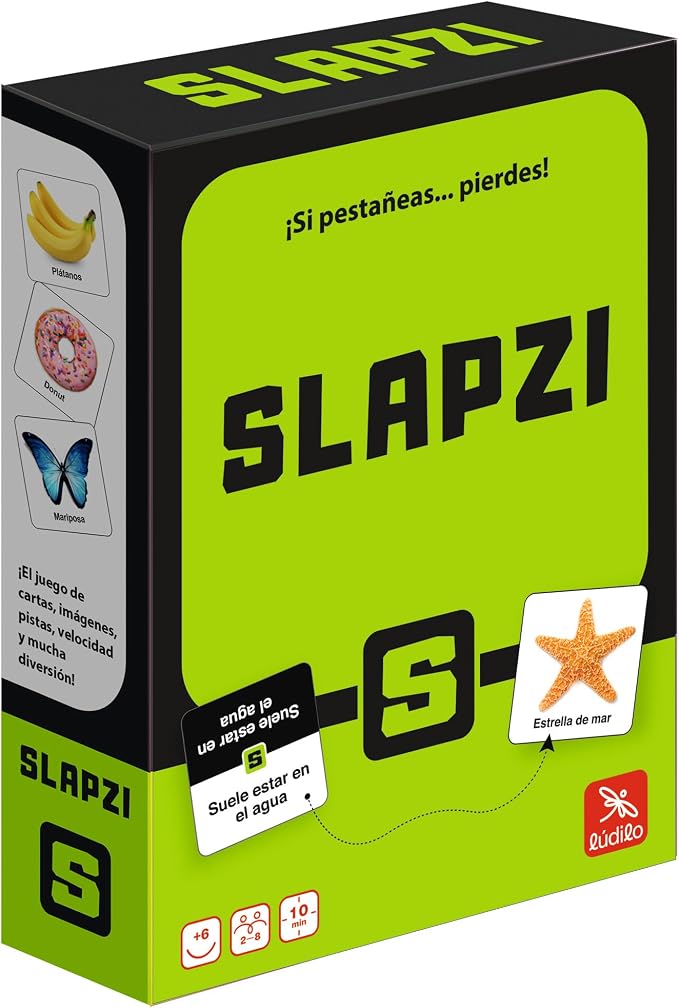 SLAPZI
¡Si pestañeas... pierdes!
SLAPZI
S
Suele estar en
el agua
S
Suele estar en
el agua
Estrella de mar
lúdilo
+6
2-8
10
min
Plátanos
Donut
Mariposa
¡El juego de
cartas, imágenes,
pistas, velocidad
y mucha
diversión!
SLAPZI
S